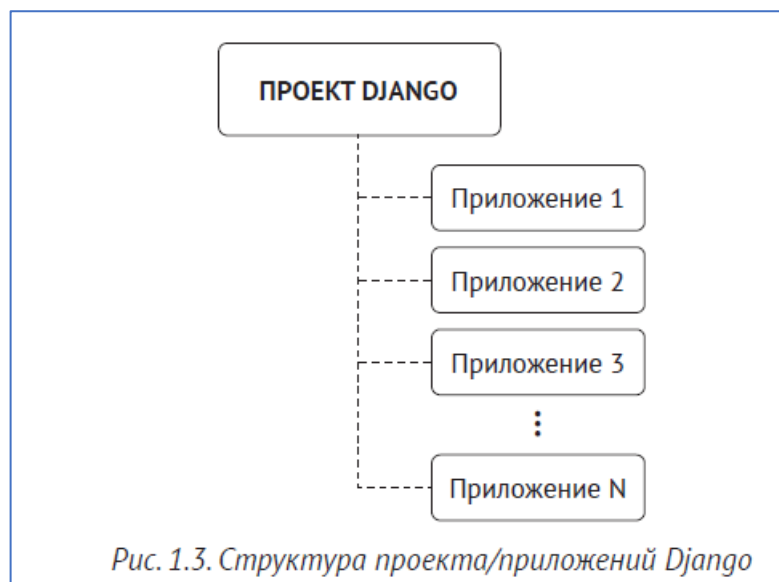 ПРОЕКТ DJANGO
Приложение 1
Приложение 2
Приложение 3
Приложение N
Рис. 1.3. Структура проекта/приложений Django